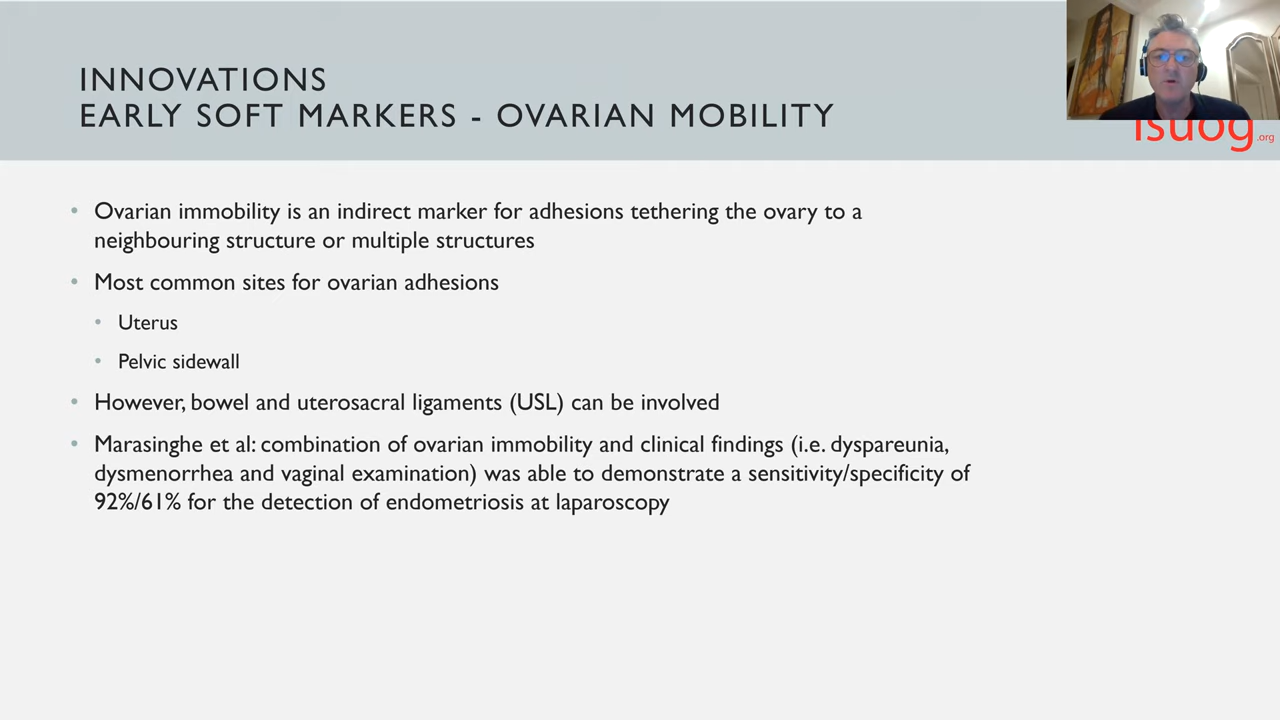 INNOVATIONS
EARLY SOFT MARKERS - OVARIAN MOBILITY
isuog.org
• Ovarian immobility is an indirect marker for adhesions tethering the ovary to a
neighbouring structure or multiple structures
• Most common sites for ovarian adhesions
• Uterus
• Pelvic sidewall
• However, bowel and uterosacral ligaments (USL) can be involved
• Marasinghe et al: combination of ovarian immobility and clinical findings (i.e. dyspareunia,
dysmenorrhea and vaginal examination) was able to demonstrate a sensitivity/specificity of
92%/61% for the detection of endometriosis at laparoscopy